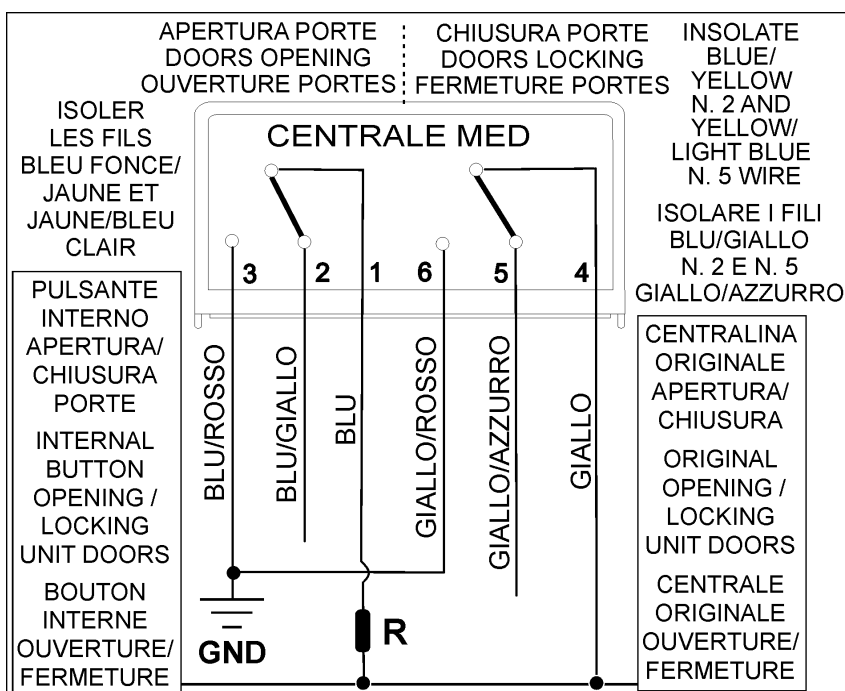 APERTURA PORTE
DOORS OPENING
OUVERTURE PORTES
CHIUSURA PORTE
DOORS LOCKING
FERMETURE PORTES
INSOLATE
BLUE/
YELLOW
N. 2 AND
YELLOW/
LIGHT BLUE
N. 5 WIRE
ISOLER
LES FILS
BLEU FONCE/
JAUNE ET
JAUNE/BLEU
CLAIR
CENTRALE MED
ISOLARE I FILI
BLU/GIALLO
N. 2 E N. 5
GIALLO/AZZURRO
3 2 1 6 5 4
PULSANTE
INTERNO
APERTURA/
CHIUSURA
PORTE
INTERNAL
BUTTON
OPENING /
LOCKING
UNIT DOORS
BOUTON
INTERNE
OUVERTURE/
FERMETURE
BLU/ROSSO
BLU/GIALLO
BLU
GIALLO/ROSSO
GIALLO/AZZURRO
GIALLO
GND
R
CENTRALINA
ORIGINALE
APERTURA/
CHIUSURA
ORIGINAL
OPENING /
LOCKING
UNIT DOORS
CENTRALE
ORIGINALE
OUVERTURE/
FERMETURE